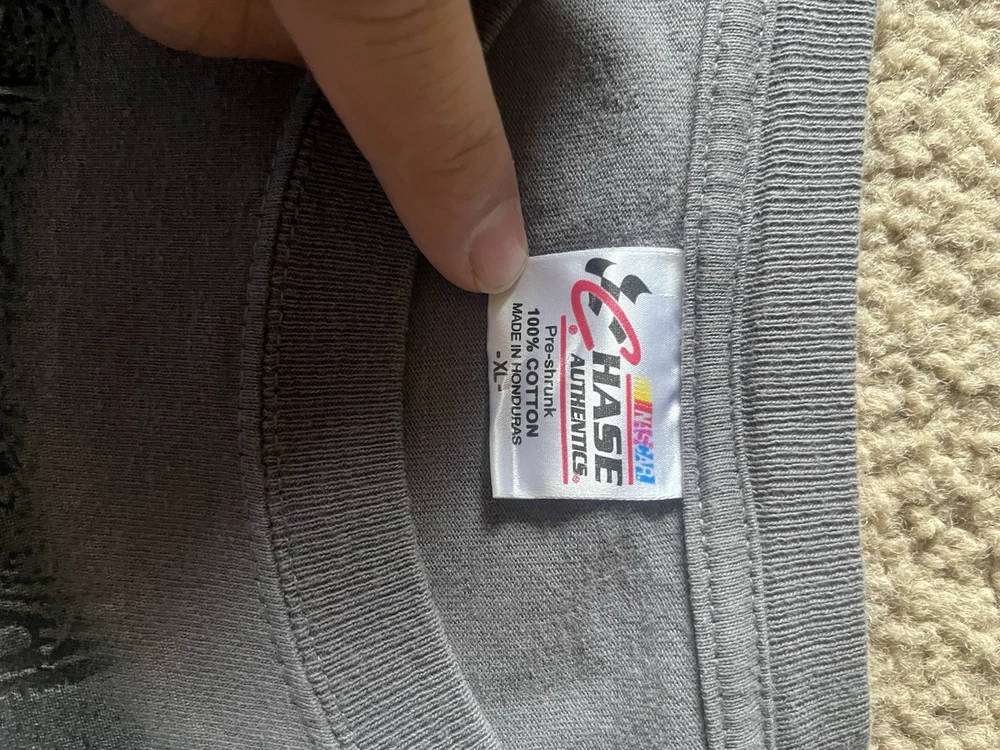 NASCAR
CHASE
AUTHENTICS®
®
Pre-shrunk
100% COTTON
MADE IN HONDURAS
-XL-